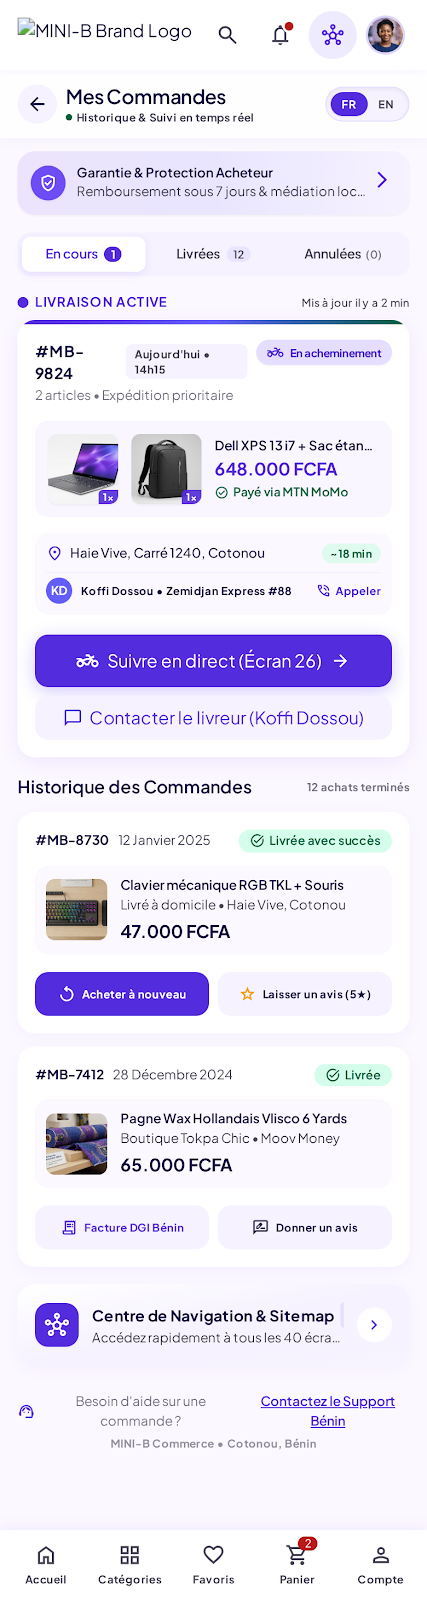 MINI-B Brand Logo
Mes Commandes
Historique & Suivi en temps réel
FR EN
Garantie & Protection Acheteur
Remboursement sous 7 jours & médiation loc...
En cours 1 Livrées 12 Annulées (0)
LIVRAISON ACTIVE Mis à jour il y a 2 min
#MB-
9824
Aujourd'hui •
14h15
En acheminement
2 articles • Expédition prioritaire
1x 1x
Dell XPS 13 i7 + Sac étan...
648.000 FCFA
Payé via MTN MoMo
Haie Vive, Carré 1240, Cotonou ~18 min
KD Koffi Dossou • Zemidjan Express #88 Appeler
Suivre en direct (Écran 26) →
Contacter le livreur (Koffi Dossou)
Historique des Commandes 12 achats terminés
#MB-8730 12 Janvier 2025 Livrée avec succès
Clavier mécanique RGB TKL + Souris
Livré à domicile • Haie Vive, Cotonou
47.000 FCFA
Acheter à nouveau Laisser un avis (5★)
#MB-7412 28 Décembre 2024 Livrée
Pagne Wax Hollandais Vlisco 6 Yards
Boutique Tokpa Chic • Moov Money
65.000 FCFA
Facture DGI Bénin Donner un avis
Centre de Navigation & Sitemap
Accédez rapidement à tous les 40 écra...
Besoin d'aide sur une
commande ?
Contactez le Support
Bénin
MINI-B Commerce • Cotonou, Bénin
2
Accueil Catégories Favoris Panier Compte